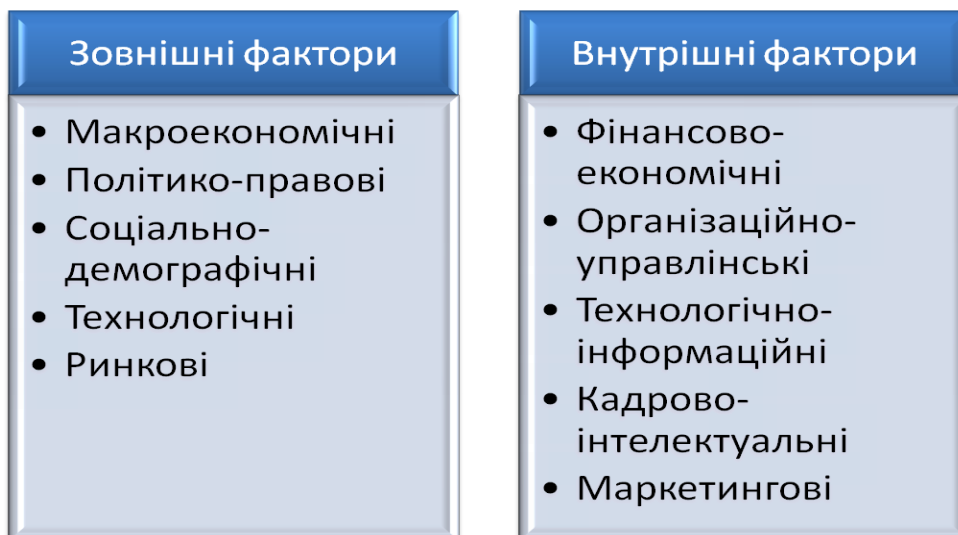 Зовнішні фактори
• Макроекономічні
• Політико-правові
• Соціально-
демографічні
• Технологічні
• Ринкові
Внутрішні фактори
• Фінансово-
економічні
• Організаційно-
управлінські
• Технологічно-
інформаційні
• Кадрово-
інтелектуальні
• Маркетингові